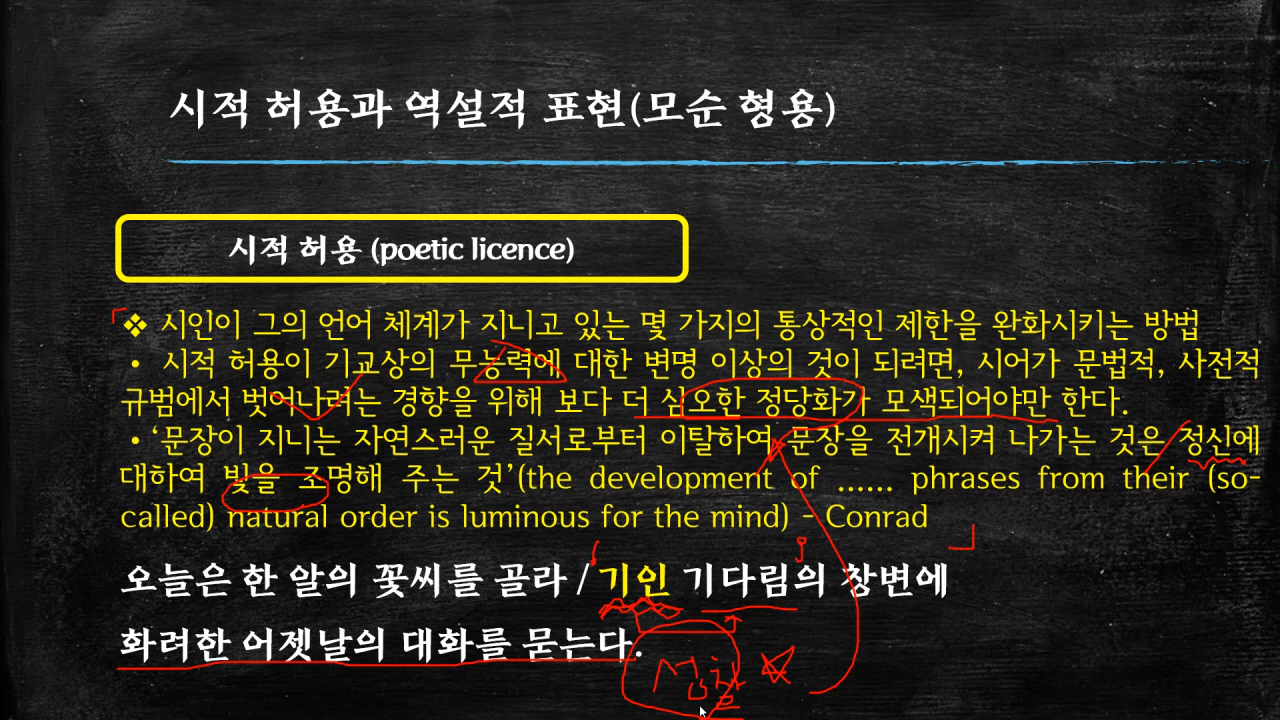 시적 허용과 역설적 표현(모순 형용)
시적 허용 (poetic licence)
❖ 시인이 그의 언어 체계가 지니고 있는 몇 가지의 통상적인 제한을 완화시키는 방법
• 시적 허용이 기교상의 무능력에 대한 변명 이상의 것이 되려면, 시어가 문법적, 사전적
규범에서 벗어나려는 경향을 위해 보다 더 심오한 정당화가 모색되어야만 한다.
• ‘문장이 지니는 자연스러운 질서로부터 이탈하여 문장을 전개시켜 나가는 것은 정신에
대하여 빛을 조명해 주는 것’(the development of …… phrases from their (so-
called) natural order is luminous for the mind) – Conrad
오늘은 한 알의 꽃씨를 골라 / 기인 기다림의 창변에
화려한 어젯날의 대화를 묻는다.